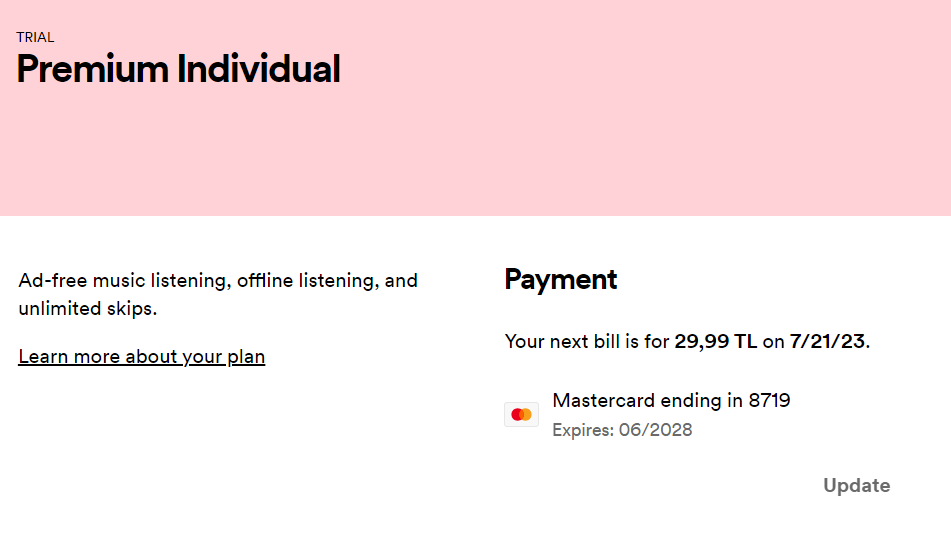 TRIAL
Premium Individual
Ad-free music listening, offline listening, and
unlimited skips.
Learn more about your plan
Payment
Your next bill is for 29,99 TL on 7/21/23.
Mastercard ending in 8719
Expires: 06/2028
Update